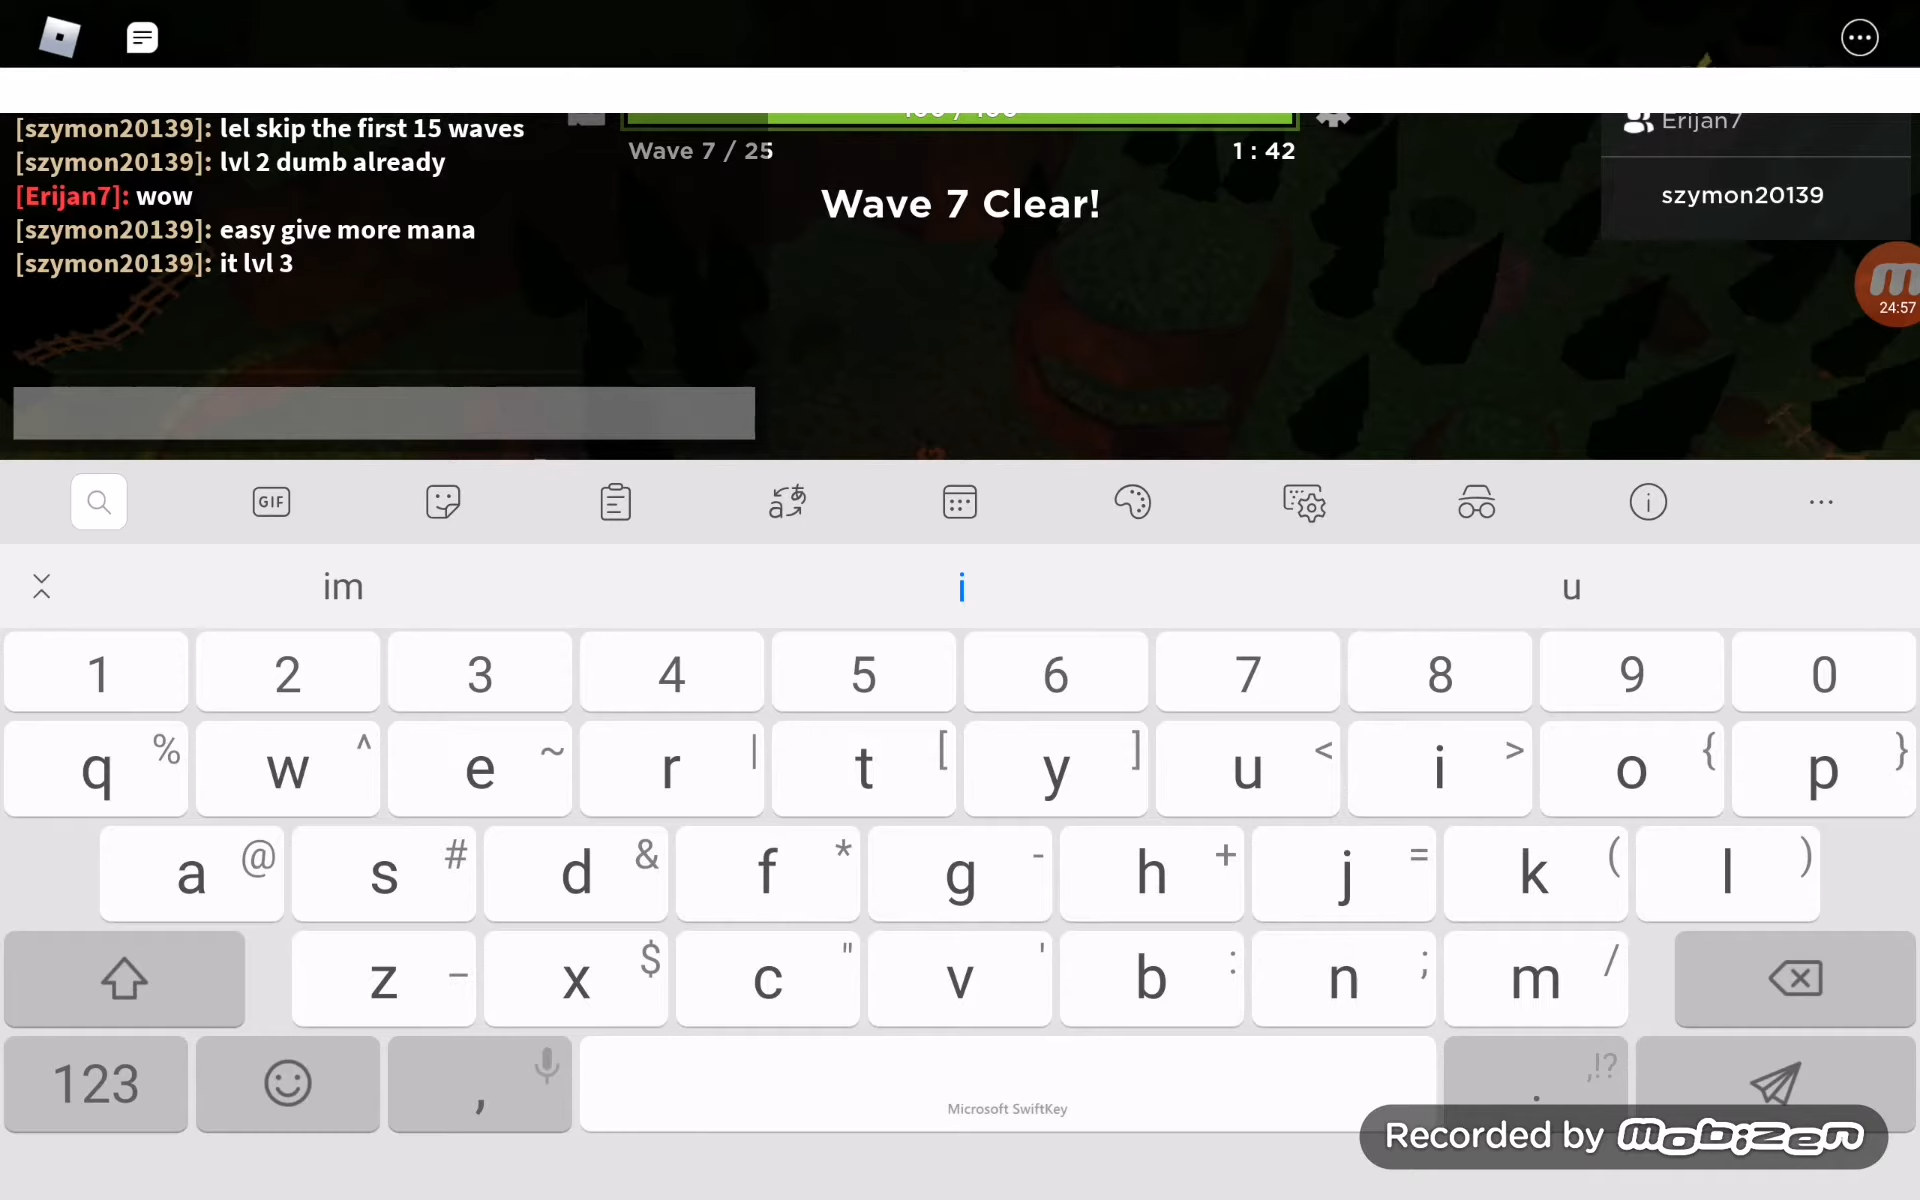 [szymon20139]: lel skip the first 15 waves
[szymon20139]: lvl 2 dumb already
[Erijan7]: wow
[szymon20139]: easy give more mana
[szymon20139]: it lvl 3
Wave 7 / 25
1 : 42
Wave 7 Clear!
Erijan7
szymon20139
24:57
GIF
im
i
u
1 2 3 4 5 6 7 8 9 0
q % w ^ e ~ r | t [ y ] u < i > o { p }
a @ s # d & f * g - h + j = k ( l )
z _ x $ c " v ' b : n ; m /
123 , . ,!?
Microsoft SwiftKey
Recorded by mobizen